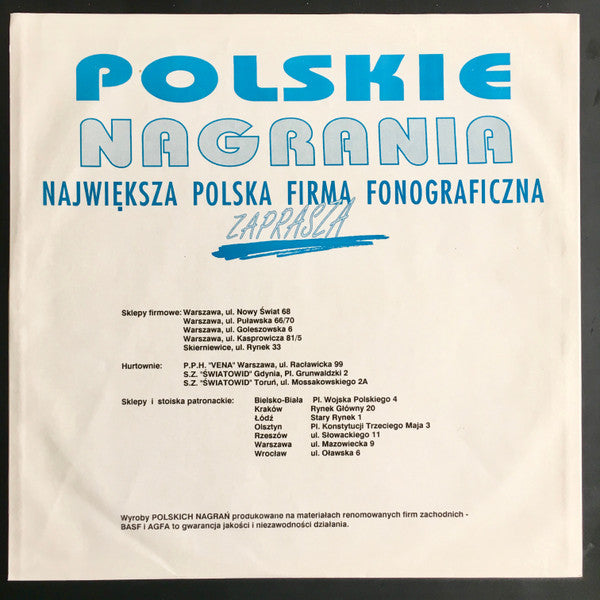 POLSKIE
NAGRANIA
NAJWIĘKSZA POLSKA FIRMA FONOGRAFICZNA
ZAPRASZA
Sklepy firmowe: Warszawa, ul. Nowy Świat 68
Warszawa, ul. Puławska 66/70
Warszawa, ul. Goleszowska 6
Warszawa, ul. Kasprowicza 81/5
Skierniewice, ul. Rynek 33
Hurtownie: P.P.H. "VENA" Warszawa, ul. Racławicka 99
S.Z. "ŚWIATOWID" Gdynia, Pl. Grunwaldzki 2
S.Z. "ŚWIATOWID" Toruń, ul. Mossakowskiego 2A
Sklepy i stoiska patronackie: Bielsko-Biała Pl. Wojska Polskiego 4
Kraków Rynek Główny 20
Łódź Stary Rynek 1
Olsztyn Pl. Konstytucji Trzeciego Maja 3
Rzeszów ul. Słowackiego 11
Warszawa ul. Mazowiecka 9
Wrocław ul. Oławska 6
Wyroby POLSKICH NAGRAŃ produkowane na materiałach renomowanych firm zachodnich -
BASF i AGFA to gwarancja jakości i niezawodności działania.